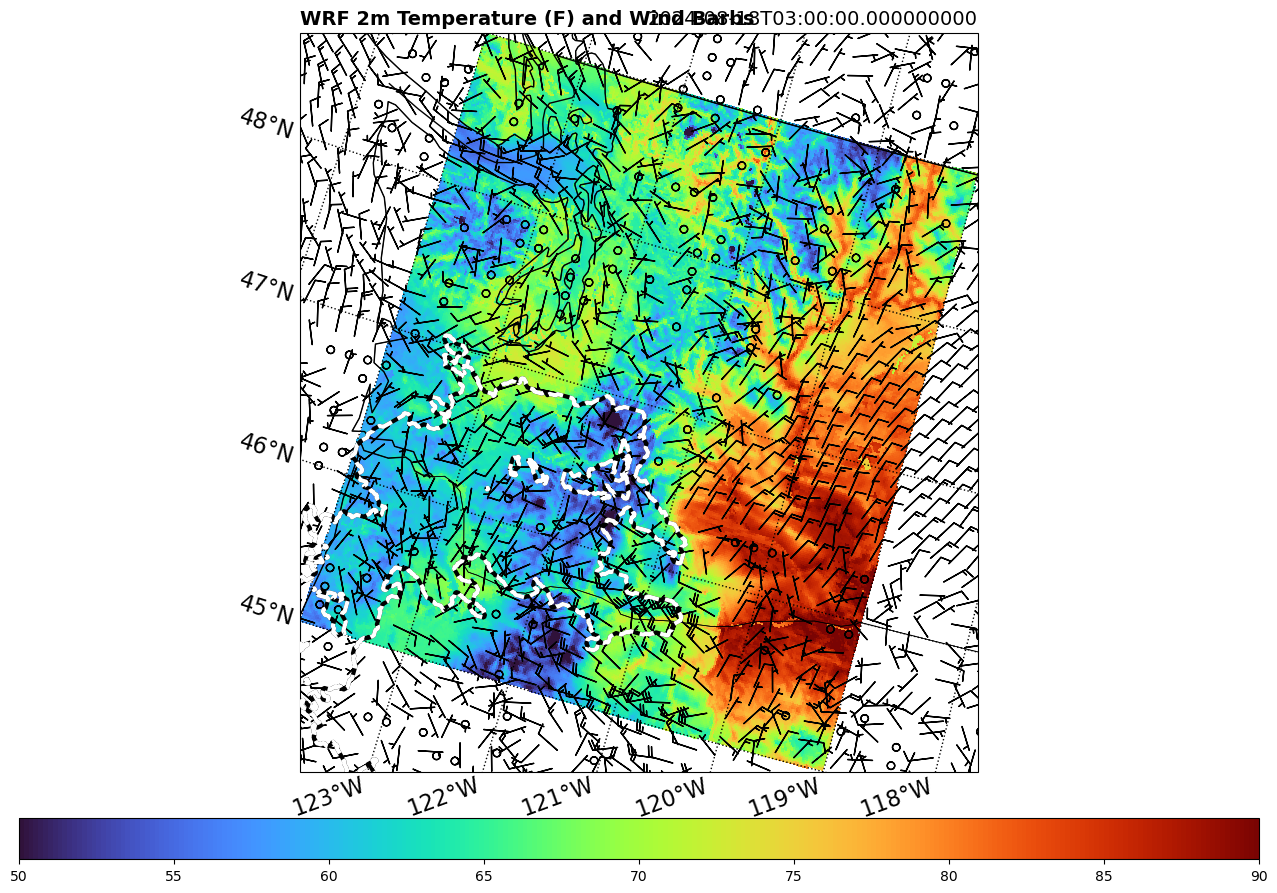 WRF 2m Temperature (F) and Wind Barbs
2024-08-18T03:00:00.000000000
48°N
47°N
46°N
45°N
123°W 122°W 121°W 120°W 119°W 118°W
50 55 60 65 70 75 80 85 90